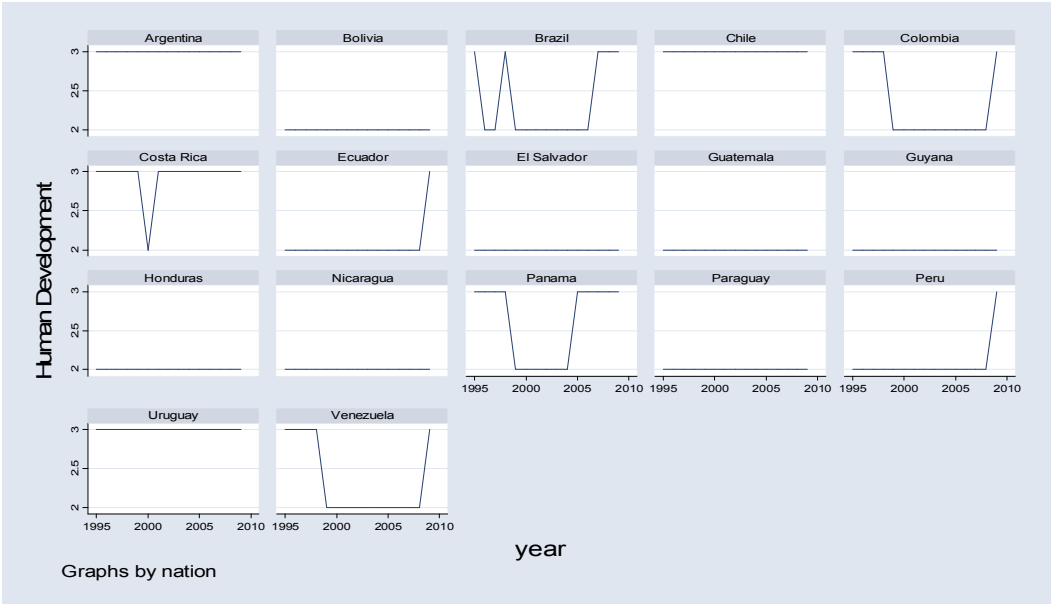 Human Development
Argentina
Bolivia
Brazil
Chile
Colombia
3
2.5
2
Costa Rica
Ecuador
El Salvador
Guatemala
Guyana
3
2.5
2
Honduras
Nicaragua
Panama
Paraguay
Peru
3
2.5
2
1995 2000 2005 2010
1995 2000 2005 2010
1995 2000 2005 2010
Uruguay
Venezuela
3
2.5
2
1995 2000 2005 2010
1995 2000 2005 2010
year
Graphs by nation